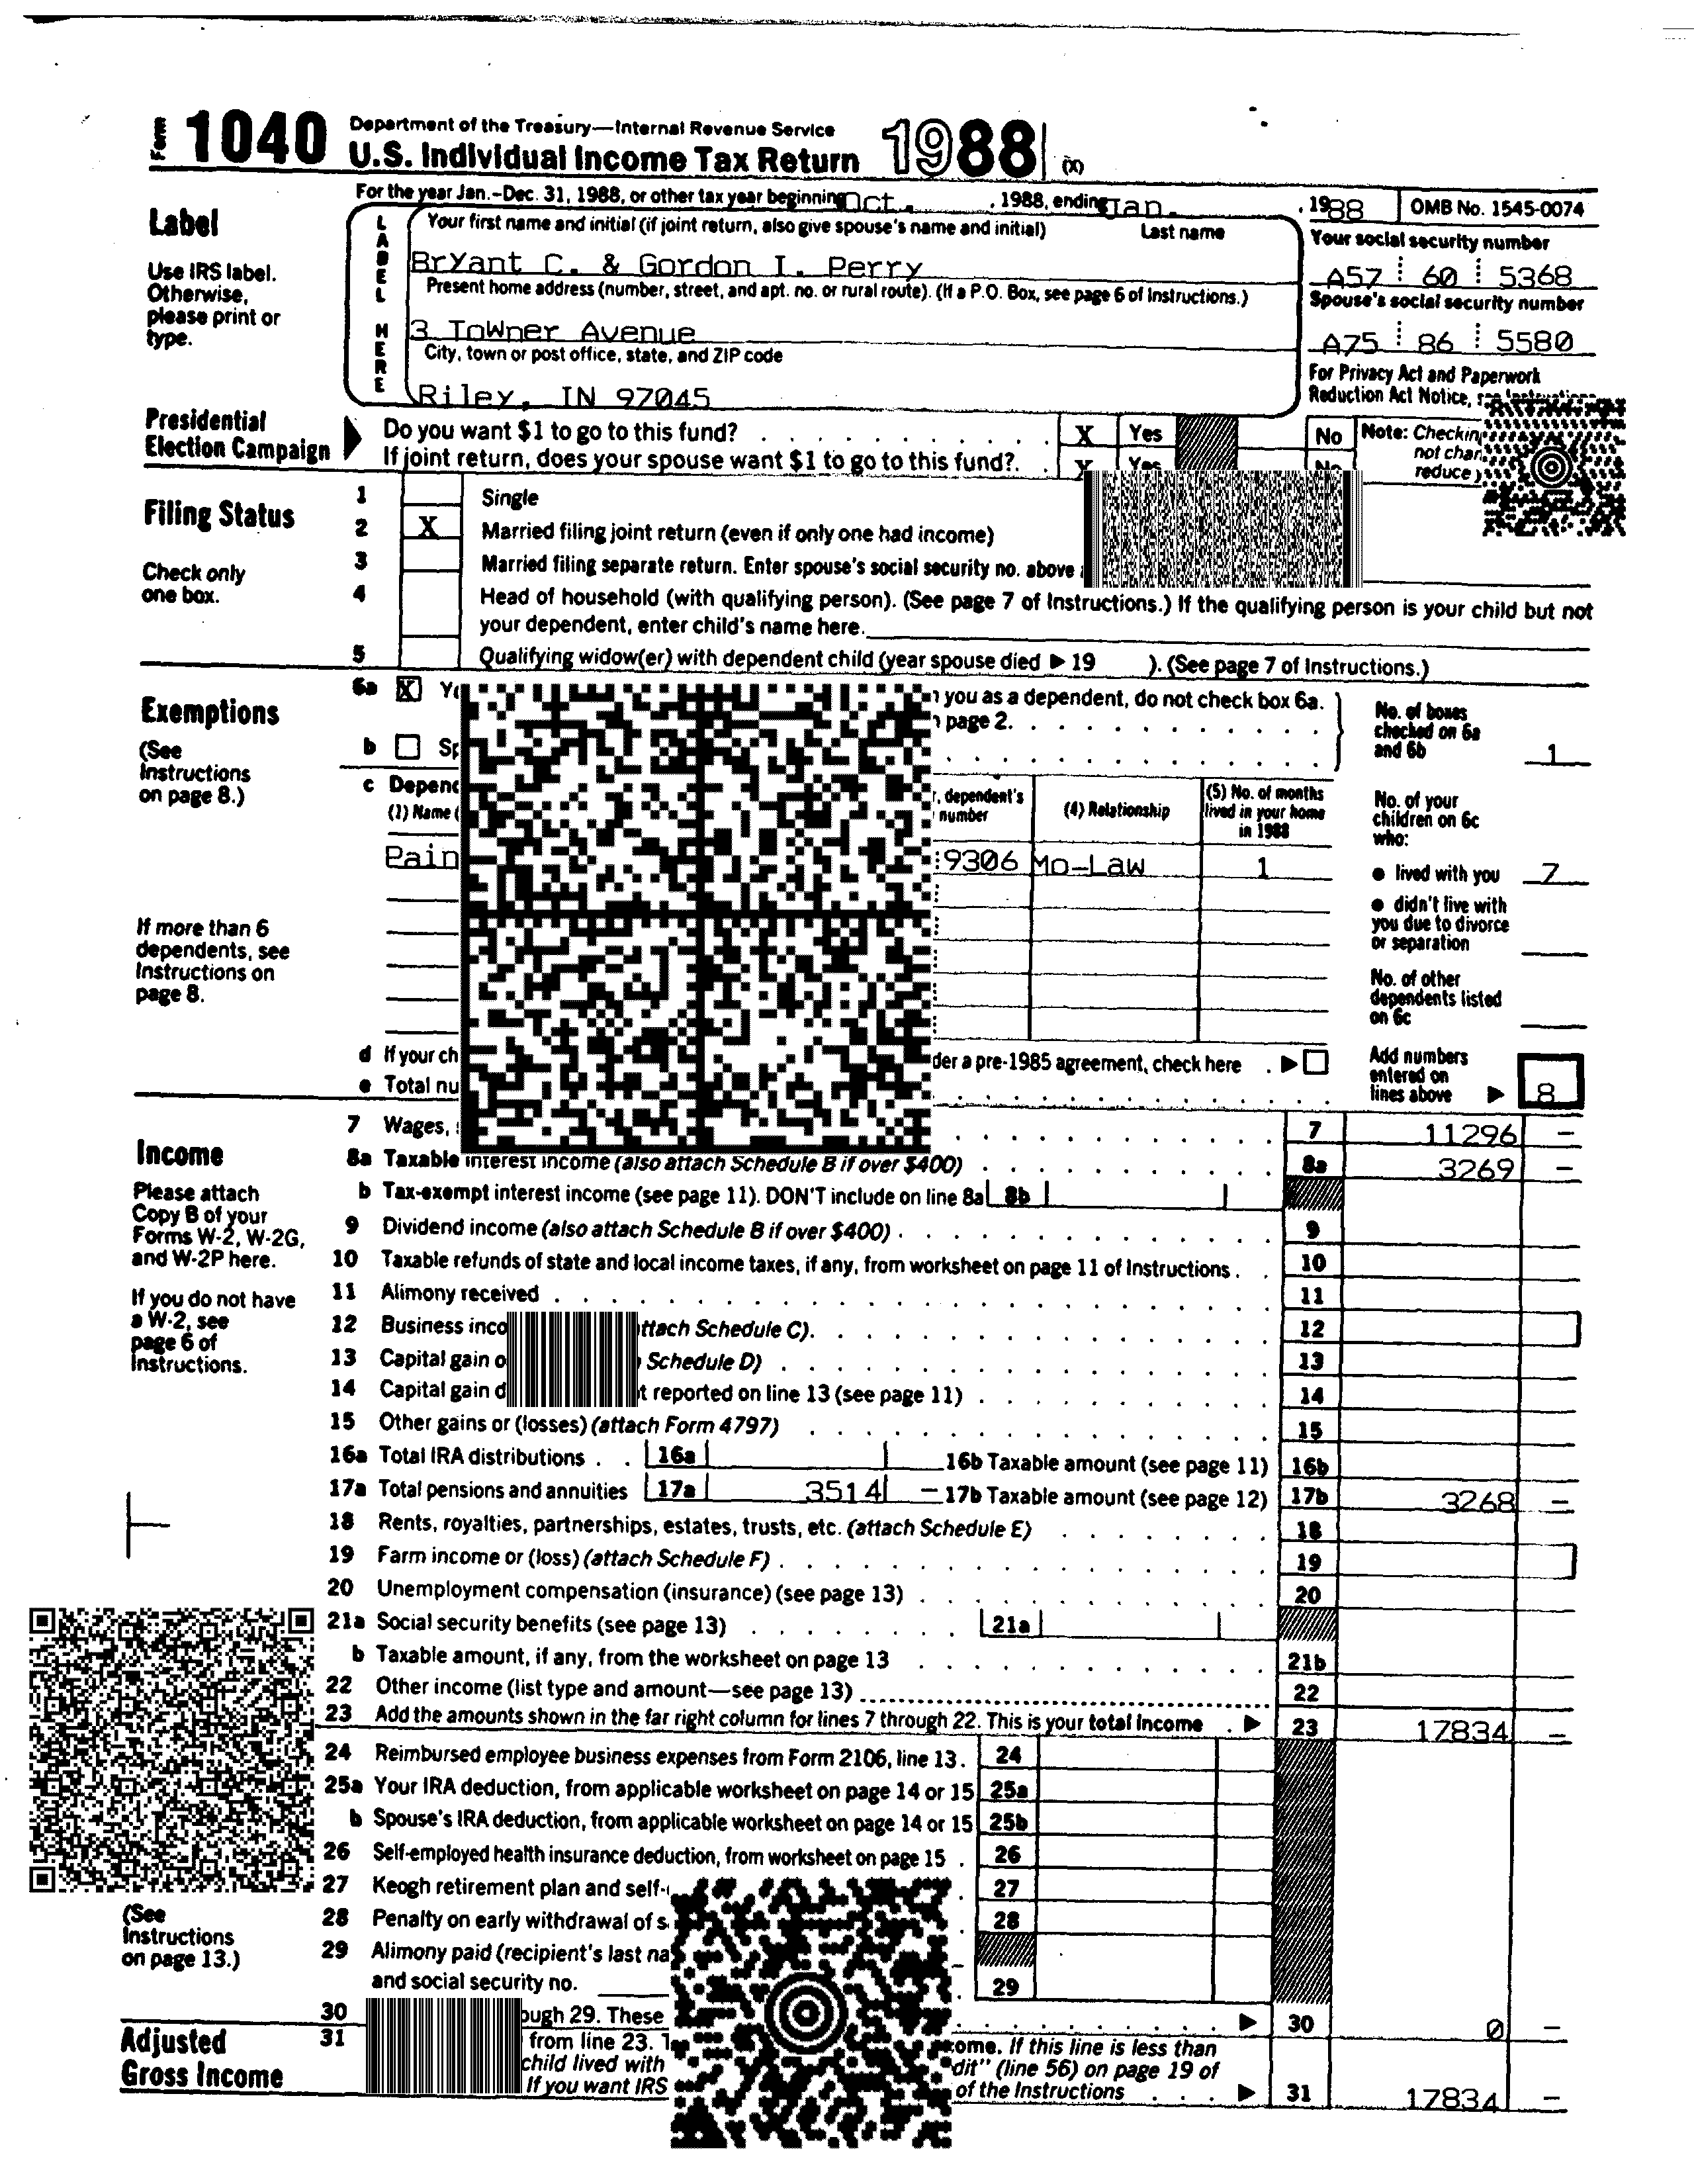 Form 1040 Department of the Treasury—Internal Revenue Service
U.S. Individual Income Tax Return 1988 (X)
For the year Jan.-Dec. 31, 1988, or other tax year beginning Oct. , 1988, ending Jan. , 1988 OMB No. 1545-0074
Label
Use IRS label.
Otherwise,
please print or
type.
LABEL HERE
Your first name and initial (if joint return, also give spouse's name and initial) Last name
BrYant C. & Gordon I. Perry
Your social security number
A57 60 5368
Present home address (number, street, and apt. no. or rural route). (If a P.O. Box, see page 6 of Instructions.)
3 ToWner Avenue
Spouse's social security number
A75 86 5580
City, town or post office, state, and ZIP code
Riley, IN 97045
For Privacy Act and Paperwork
Reduction Act Notice,
Presidential
Election Campaign
Do you want $1 to go to this fund? X Yes No
If joint return, does your spouse want $1 to go to this fund? X Yes No
Note: Checkin
not chan
reduce
Filing Status
Check only
one box.
1 Single
2 X Married filing joint return (even if only one had income)
3 Married filing separate return. Enter spouse's social security no. above
4 Head of household (with qualifying person). (See page 7 of Instructions.) If the qualifying person is your child but not
your dependent, enter child's name here.
5 Qualifying widow(er) with dependent child (year spouse died ▶ 19 ). (See page 7 of Instructions.)
Exemptions
(See
Instructions
on page 8.)
If more than 6
dependents, see
Instructions on
page 8.
6a X you as a dependent, do not check box 6a.
page 2.
b Sp
c Depend
(1) Name ( , dependent's
number (4) Relationship (5) No. of months
lived in your home
in 1988
Pain 9306 Mo-Law 1
d If your ch der a pre-1985 agreement, check here ▶
e Total nu
No. of boxes
checked on 6a
and 6b 1
No. of your
children on 6c
who:
● lived with you 7
● didn't live with
you due to divorce
or separation
No. of other
dependents listed
on 6c
Add numbers
entered on
lines above ▶ 8
Income
Please attach
Copy B of your
Forms W-2, W-2G,
and W-2P here.
If you do not have
a W-2, see
page 6 of
Instructions.
7 Wages, 7 11296 —
8a Taxable interest income (also attach Schedule B if over $400) 8a 3269 —
b Tax-exempt interest income (see page 11). DON'T include on line 8a 8b
9 Dividend income (also attach Schedule B if over $400) 9
10 Taxable refunds of state and local income taxes, if any, from worksheet on page 11 of Instructions 10
11 Alimony received 11
12 Business inco ttach Schedule C) 12
13 Capital gain o Schedule D) 13
14 Capital gain d t reported on line 13 (see page 11) 14
15 Other gains or (losses) (attach Form 4797) 15
16a Total IRA distributions 16a 16b Taxable amount (see page 11) 16b
17a Total pensions and annuities 17a 3514 — 17b Taxable amount (see page 12) 17b 3268 —
18 Rents, royalties, partnerships, estates, trusts, etc. (attach Schedule E) 18
19 Farm income or (loss) (attach Schedule F) 19
20 Unemployment compensation (insurance) (see page 13) 20
21a Social security benefits (see page 13) 21a
b Taxable amount, if any, from the worksheet on page 13 21b
22 Other income (list type and amount—see page 13) 22
23 Add the amounts shown in the far right column for lines 7 through 22. This is your total income ▶ 23 17834 —
(See
Instructions
on page 13.)
24 Reimbursed employee business expenses from Form 2106, line 13. 24
25a Your IRA deduction, from applicable worksheet on page 14 or 15 25a
b Spouse's IRA deduction, from applicable worksheet on page 14 or 15 25b
26 Self-employed health insurance deduction, from worksheet on page 15 26
27 Keogh retirement plan and self- 27
28 Penalty on early withdrawal of s 28
29 Alimony paid (recipient's last na
and social security no. 29
30 ough 29. These ▶ 30 0 —
Adjusted
Gross Income
31 from line 23. ome. If this line is less than
child lived with dit" (line 56) on page 19 of
If you want IRS of the Instructions ▶ 31 17834 —